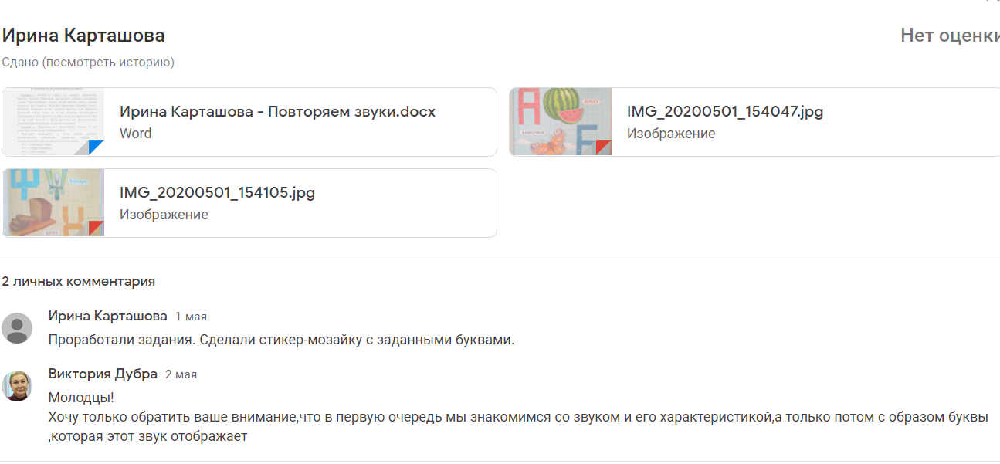 Ирина Карташова
Нет оценки
Сдано (посмотреть историю)
Ирина Карташова - Повторяем звуки.docx
Word
А
АРБУЗ
БАБОЧКА
Б
IMG_20200501_154047.jpg
Изображение
Ф
Х
IMG_20200501_154105.jpg
Изображение
2 личных комментария
Ирина Карташова 1 мая
Проработали задания. Сделали стикер-мозайку с заданными буквами.
Виктория Дубра 2 мая
Молодцы!
Хочу только обратить ваше внимание,что в первую очередь мы знакомимся со звуком и его характеристикой,а только потом с образом буквы
,которая этот звук отображает